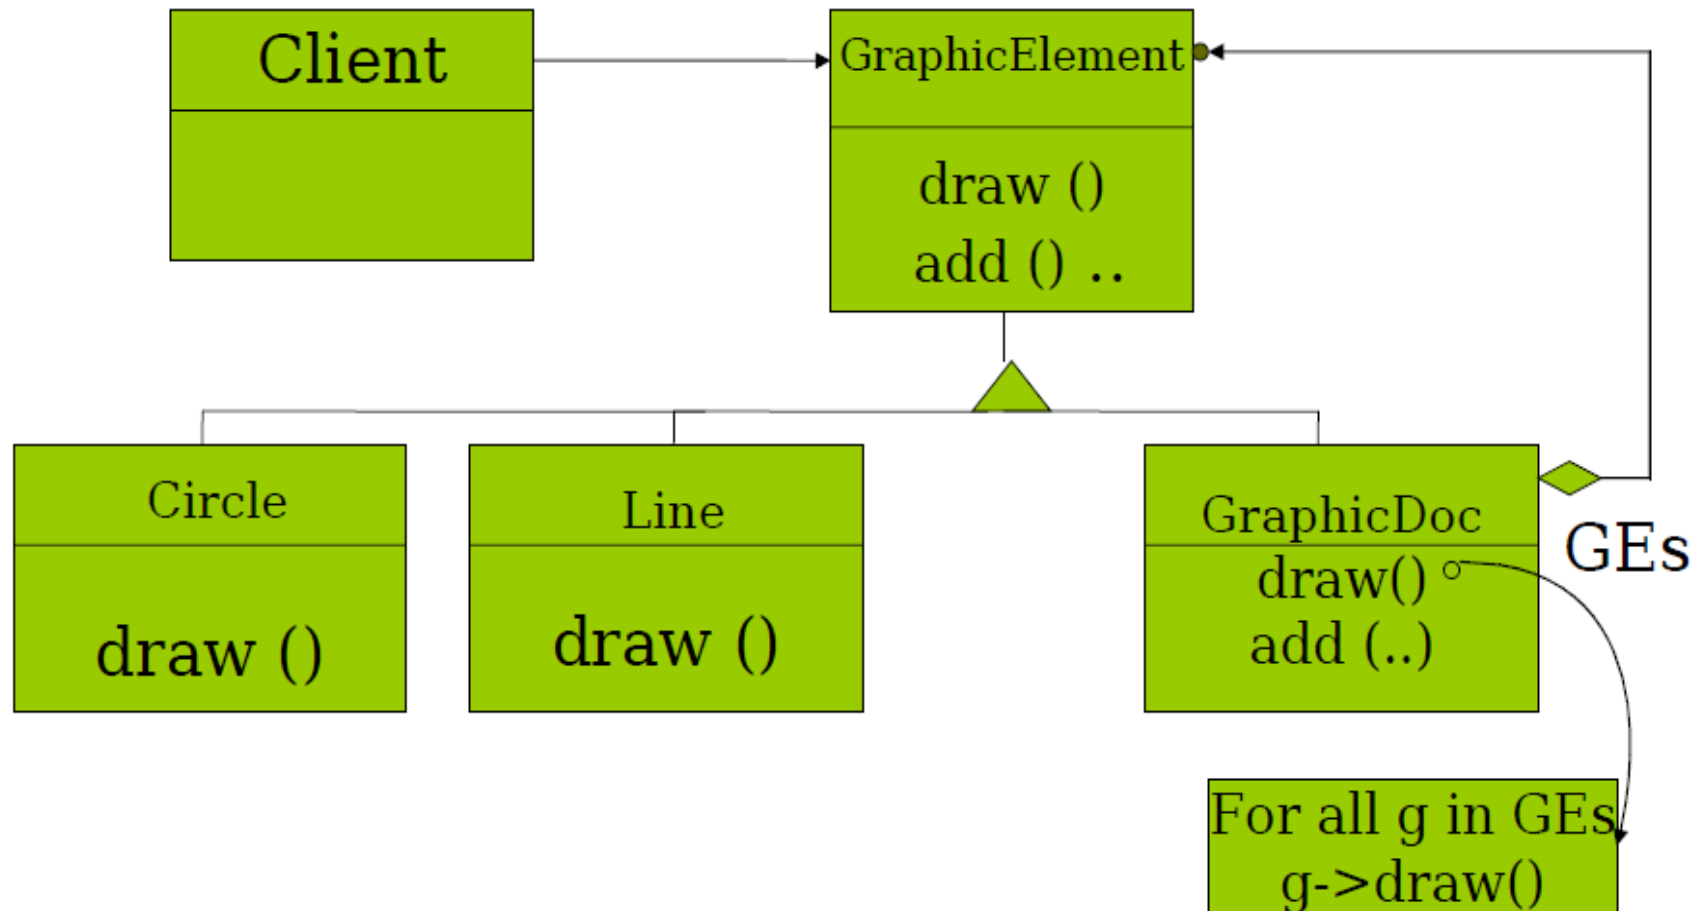 Client
GraphicElement
draw ()
add () ..
Circle
draw ()
Line
draw ()
GraphicDoc
draw()
add (..)
GEs
For all g in GEs
g->draw()